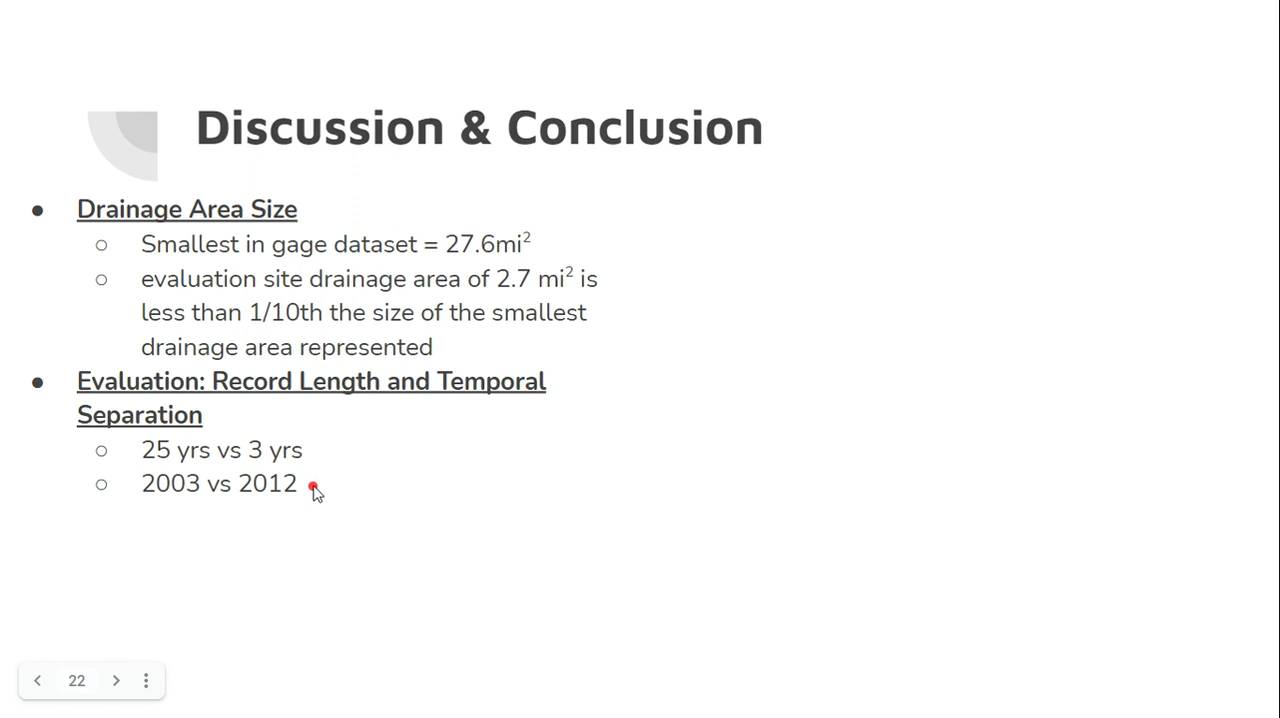 Discussion & Conclusion
● Drainage Area Size
○ Smallest in gage dataset = 27.6mi²
○ evaluation site drainage area of 2.7 mi² is
less than 1/10th the size of the smallest
drainage area represented
● Evaluation: Record Length and Temporal
Separation
○ 25 yrs vs 3 yrs
○ 2003 vs 2012
22